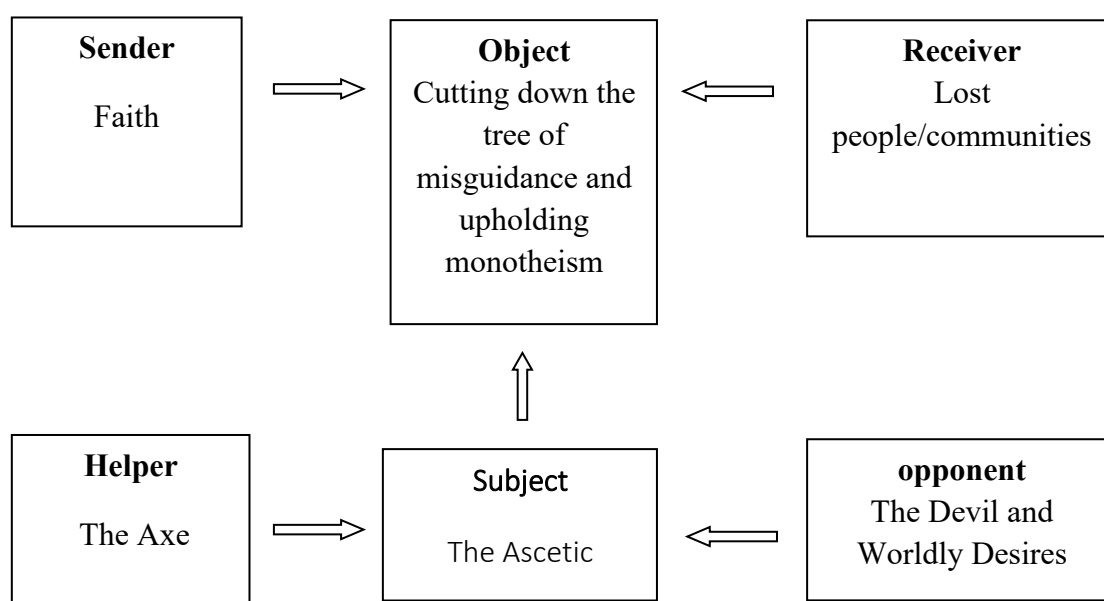 Sender
Faith
Object
Cutting down the
tree of
misguidance and
upholding
monotheism
Receiver
Lost
people/communities
Helper
The Axe
Subject
The Ascetic
opponent
The Devil and
Worldly Desires